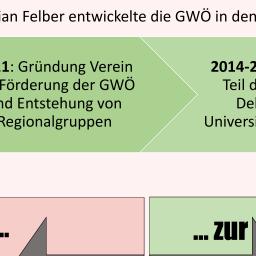 ian Felber entwickelte die GWÖ in den
1: Gründung Verein
Förderung der GWÖ
nd Entstehung von
Regionalgruppen
2014-2
Teil d
De
Universi
...
... zur